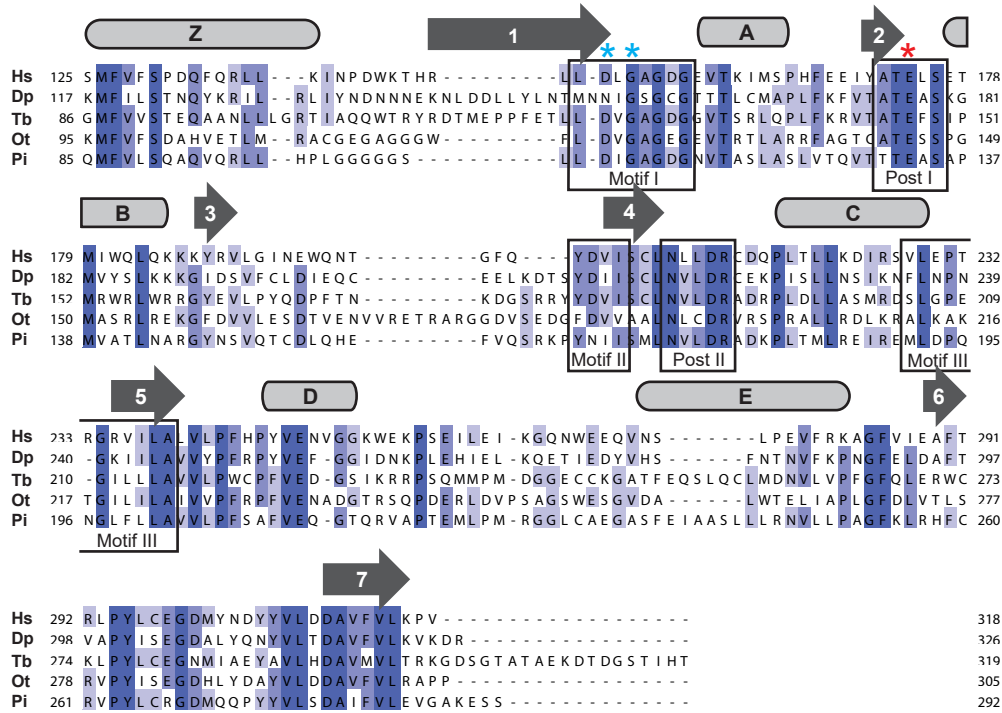 Z 1 A 2
* * *
Hs 125 SMFVFSPDQFQRLL---KINPDWKTHR---------LL-DLGAGDGEVTKIMSPHFEEIYATELSET 178
Dp 117 KMFILSTNQYKRIL--RLIYNDNNNEKNLDDLLYLNTMNNIGSGCGTTTLCMAPLFKFVTATEASKG 181
Tb 86 GMFVVSTEQAANLLLGRTIAQQWTRYRDTMEPPFETLL-DVGAGDGGVTSRLQPLFKRVTATEFSIP 151
Ot 95 KMFVFSDAHVETLM--RACGEGAGGGW---------LL-DVGAGEGEVTRTLARRFAGTCATESSPG 149
Pi 85 QMFVLSQAQVQRLL--HPLGGGGGS-----------LL-DIGAGDGNVTASLASLVTQVTTTEASAP 137
Motif I Post I
B 3 4 C
Hs 179 MIWQLQKKKYRVLGINEWQNT-----------GFQ--YDVISCLNLLDRCDQPLTLLKDIRSVLEPT 232
Dp 182 MVYSLKKKGIDSVFCLDIEQC---------EELKDTSYDIISCLNVLDRCEKPISLLNSIKNFLNPN 239
Tb 152 MRWRLWRRGYEVLPYQDPFTN---------KDGSRRYYDVISCLNVLDRADRPLDLLASMRDSLGPE 209
Ot 150 MASRLREKGFDVVLESDTVENVVRETRARGGDVSEDGFDVVAALNLCDRVRSPRALLRDLKRALKAK 216
Pi 138 MVATLNARGYNSVQTCDLQHE---------FVQSRKPYNIISMLNVLDRADKPLTMLREIREMLDPQ 195
Motif II Post II Motif III
5 D E 6
Hs 233 RGRVILALVLPFHPYVENVGGKWEKPSEILEI-KGQNWEEQVNS-------LPEVFRKAGFVIEAFT 291
Dp 240 -GKIILAVVYPFRPYVEF-GGIDNKPLEHIEL-KQETIEDYVHS-------FNTNVFKPNGFELDAFT 297
Tb 210 -GILLLAVVLPWCPFVED-GSIKRRPSQMMPM-DGGECCKGATFEQSLQCLMDNVLVPFGFQLERWC 273
Ot 217 TGILILAIVVPFRPFVENADGTRSQPDERLDVPSAGSWESGVDA-------LWTELIAPLGFDLVTLS 777
Pi 196 NGLFLLAVVLPFSAFVEQ-GTQRVAPTEMLPM-RGGLCAEGASFEIAASLLLRNVLLPAGFKLRHFC 260
Motif III
7
Hs 292 RLPYLCEGDMYNDYYVLDDAVFVLKPV------------------- 318
Dp 298 VAPYISEGDALYQNYVLTDAVFVLKVKDR----------------- 326
Tb 274 KLPYLCEGNMIAEYAVLHDAVMVLTRKGDSGTATAEKDTDGSTIHT 319
Ot 278 RVPYISEGDHLYDAYVLDDAVFVLRAPP------------------ 305
Pi 261 RVPYLCRGDMQQPYYVLSDAIFVLEVGAKESS-------------- 292